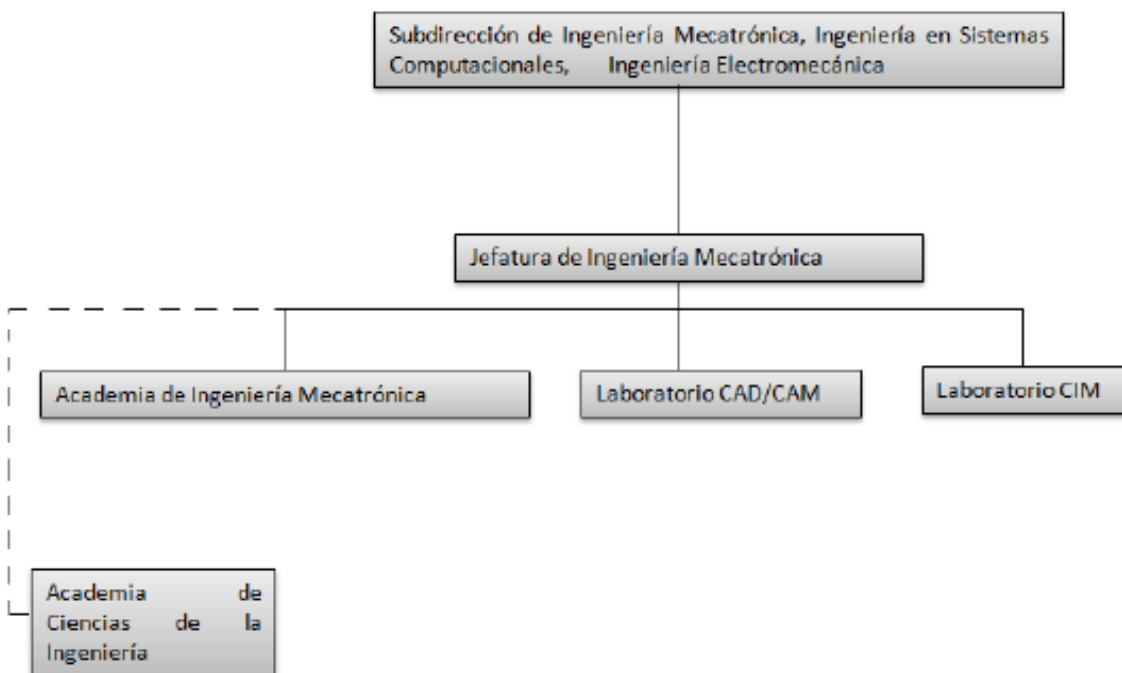 Subdirección de Ingeniería Mecatrónica, Ingeniería en Sistemas
Computacionales, Ingeniería Electromecánica
Jefatura de Ingeniería Mecatrónica
Academia de Ingeniería Mecatrónica
Laboratorio CAD/CAM
Laboratorio CIM
Academia de
Ciencias de la
Ingeniería